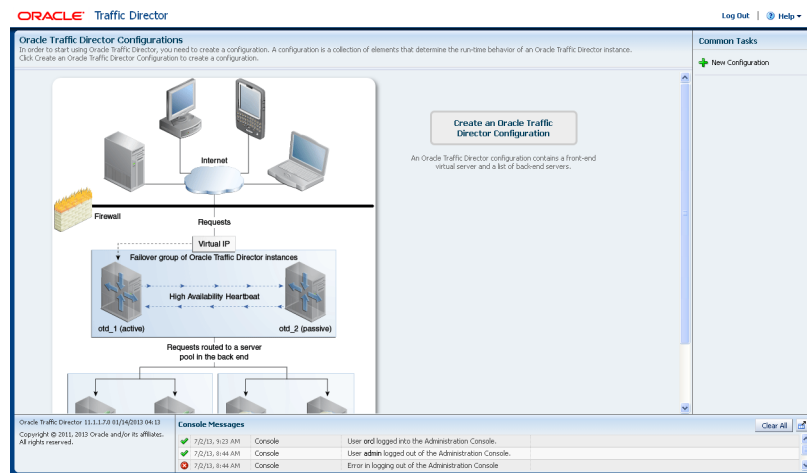 ORACLE Traffic Director
Log Out
Help
Oracle Traffic Director Configurations
In order to start using Oracle Traffic Director, you need to create a configuration. A configuration is a collection of elements that determine the run-time behavior of an Oracle Traffic Director instance.
Click Create an Oracle Traffic Director Configuration to create a configuration.
Common Tasks
New Configuration
Create an Oracle Traffic
Director Configuration
An Oracle Traffic Director configuration contains a front-end
virtual server and a list of back-end servers.
Internet
Firewall
Requests
Virtual IP
Failover group of Oracle Traffic Director instances
High Availability Heartbeat
otd_1 (active)
otd_2 (passive)
Requests routed to a server
pool in the back end
Oracle Traffic Director 11.1.1.7.0 01/14/2013 04:13
Copyright © 2011, 2013 Oracle and/or its affiliates.
All rights reserved.
Console Messages
Clear All
7/2/13, 9:23 AM Console User ord logged into the Administration Console.
7/2/13, 8:44 AM Console User admin logged out of the Administration Console.
7/2/13, 8:44 AM Console Error in logging out of the Administration Console